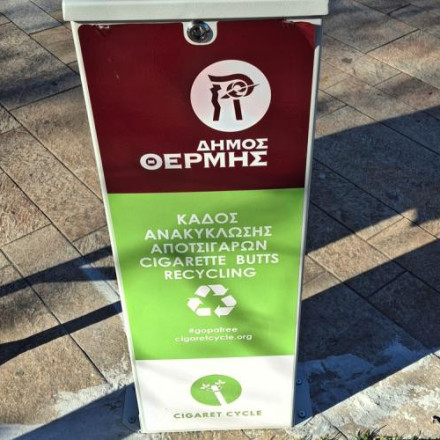 ΔΗΜΟΣ
ΘΕΡΜΗΣ
ΚΑΔΟΣ
ΑΝΑΚΥΚΛΩΣΗΣ
ΑΠΟΤΣΙΓΑΡΩΝ
CIGARETTE BUTTS
RECYCLING
#gopafree
cigaretcycle.org
CIGARET CYCLE